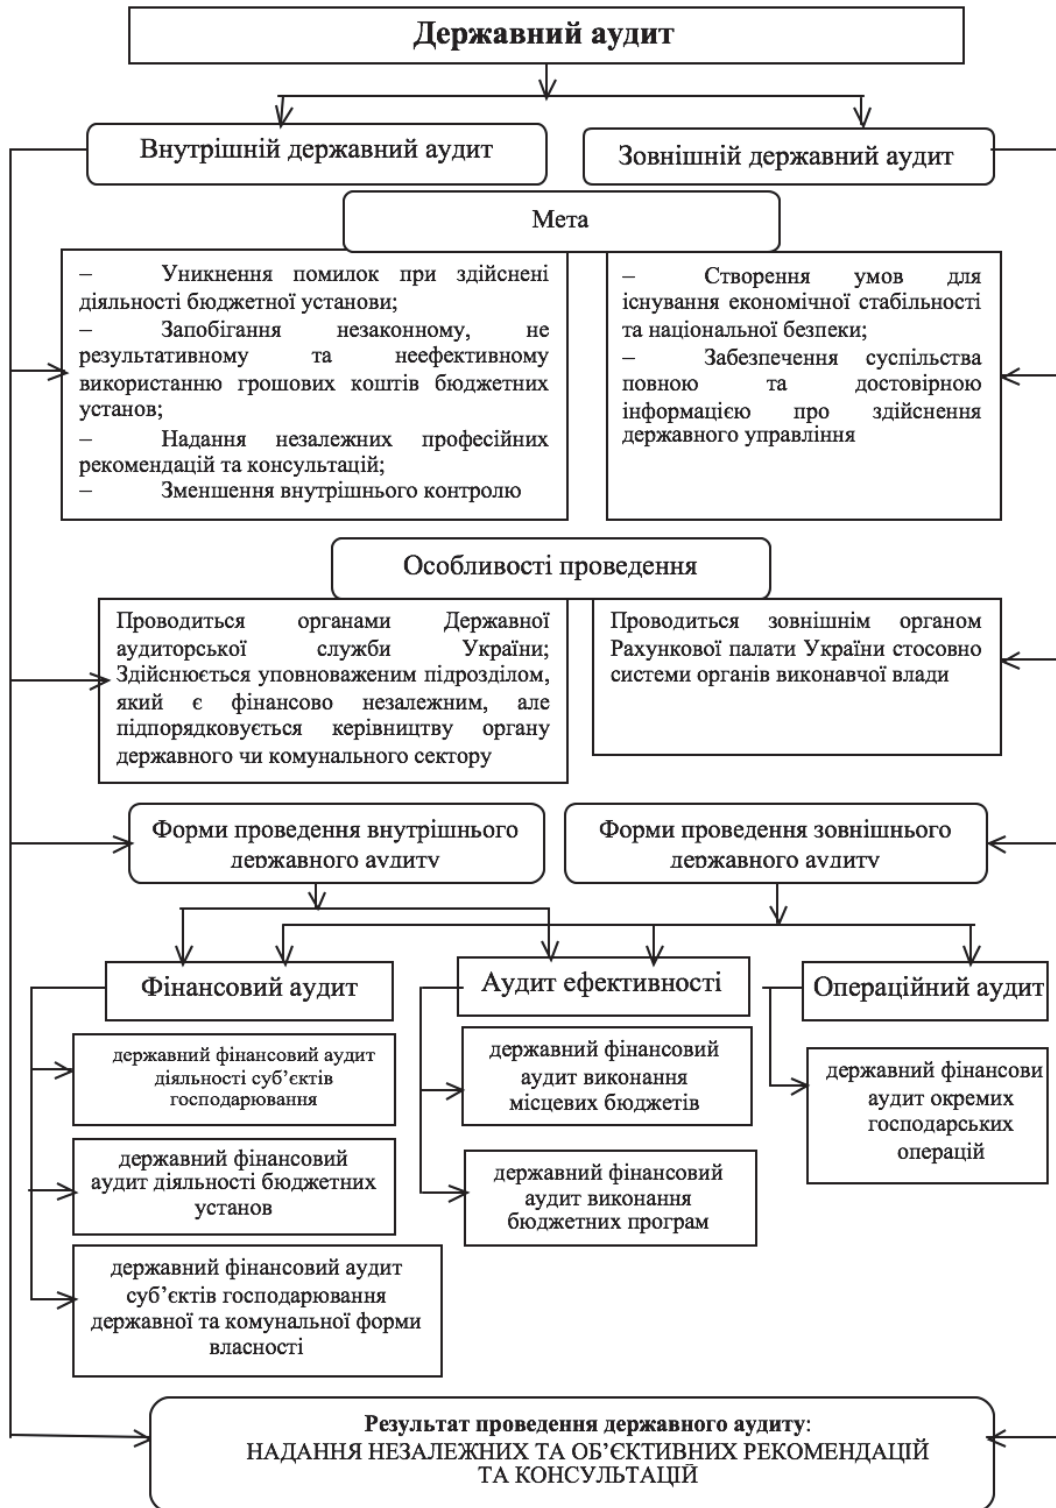 Державний аудит
Внутрішній державний аудит
Зовнішній державний аудит
Мета
– Уникнення помилок при здійснені
діяльності бюджетної установи;
– Запобігання незаконному, не
результативному та неефективному
використанню грошових коштів бюджетних
установ;
– Надання незалежних професійних
рекомендацій та консультацій;
– Зменшення внутрішнього контролю
– Створення умов для
існування економічної стабільності
та національної безпеки;
– Забезпечення суспільства
повною та достовірною
інформацією про здійснення
державного управління
Особливості проведення
Проводиться органами Державної
аудиторської служби України;
Здійснюється уповноваженим підрозділом,
який є фінансово незалежним, але
підпорядковується керівництву органу
державного чи комунального сектору
Проводиться зовнішнім органом
Рахункової палати України стосовно
системи органів виконавчої влади
Форми проведення внутрішнього
державного аудиту
Форми проведення зовнішнього
державного аудиту
Фінансовий аудит
Аудит ефективності
Операційний аудит
державний фінансовий аудит
діяльності суб’єктів
господарювання
державний фінансовий
аудит діяльності бюджетних
установ
державний фінансовий аудит
суб’єктів господарювання
державної та комунальної форми
власності
державний фінансовий
аудит виконання
місцевих бюджетів
державний фінансовий
аудит виконання
бюджетних програм
державний фінансови
аудит окремих
господарських
операцій
Результат проведення державного аудиту:
НАДАННЯ НЕЗАЛЕЖНИХ ТА ОБ’ЄКТИВНИХ РЕКОМЕНДАЦІЙ
ТА КОНСУЛЬТАЦІЙ